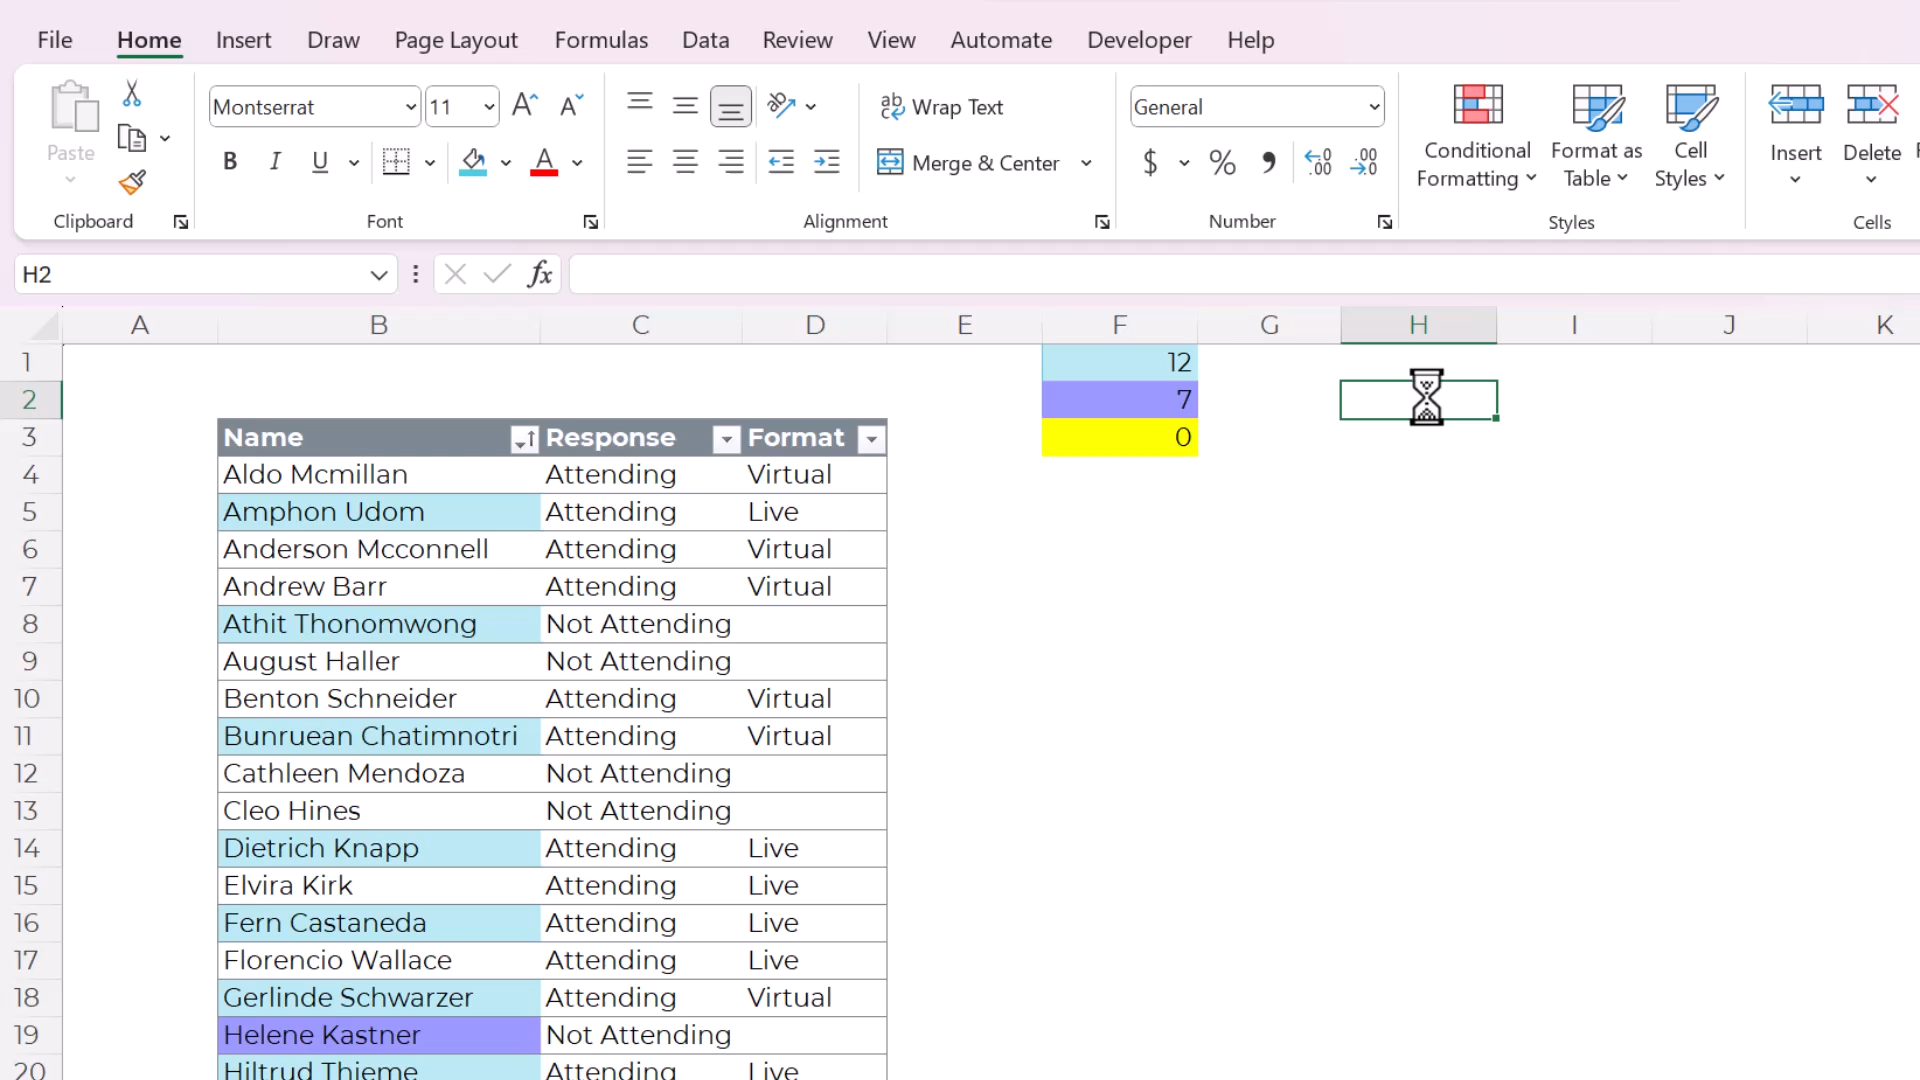 File Home Insert Draw Page Layout Formulas Data Review View Automate Developer Help
Paste
Clipboard
Montserrat 11
B I U
Font
Wrap Text
Merge & Center
Alignment
General
$ % ,
Number
Conditional Formatting
Format as Table
Cell Styles
Styles
Insert
Delete
Cells
H2
fx
A B C D E F G H I J K
1 12
2 7
3 Name Response Format 0
4 Aldo Mcmillan Attending Virtual
5 Amphon Udom Attending Live
6 Anderson Mcconnell Attending Virtual
7 Andrew Barr Attending Virtual
8 Athit Thonomwong Not Attending
9 August Haller Not Attending
10 Benton Schneider Attending Virtual
11 Bunruean Chatimnotri Attending Virtual
12 Cathleen Mendoza Not Attending
13 Cleo Hines Not Attending
14 Dietrich Knapp Attending Live
15 Elvira Kirk Attending Live
16 Fern Castaneda Attending Live
17 Florencio Wallace Attending Live
18 Gerlinde Schwarzer Attending Virtual
19 Helene Kastner Not Attending
20 Hiltrud Thieme Attending Live